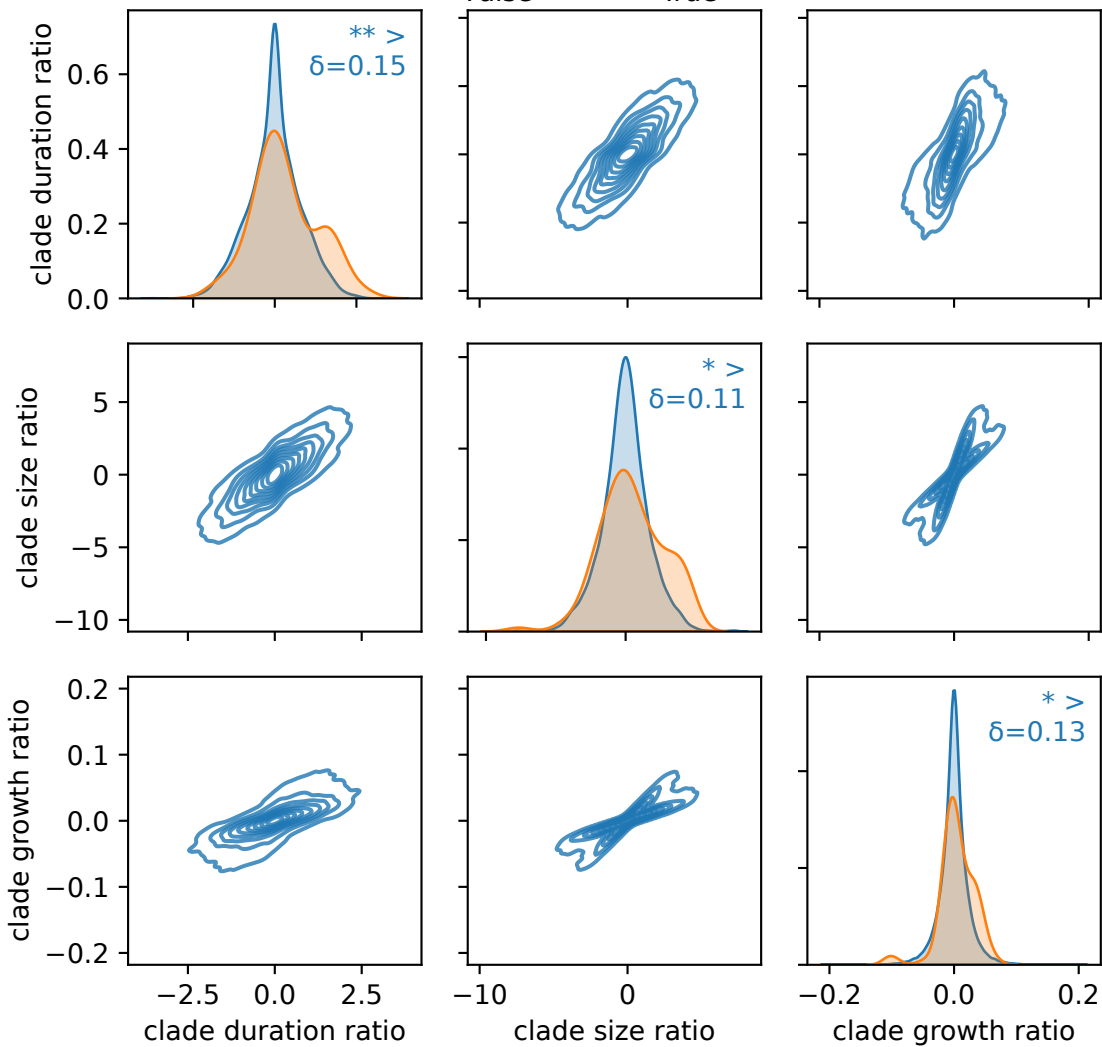 clade duration ratio
0.6
0.4
0.2
0.0
** >
δ=0.15
clade size ratio
5
0
−5
−10
* >
δ=0.11
clade growth ratio
0.2
0.1
0.0
−0.1
−0.2
* >
δ=0.13
−2.5 0.0 2.5
−10 0
−0.2 0.0 0.2
clade duration ratio
clade size ratio
clade growth ratio